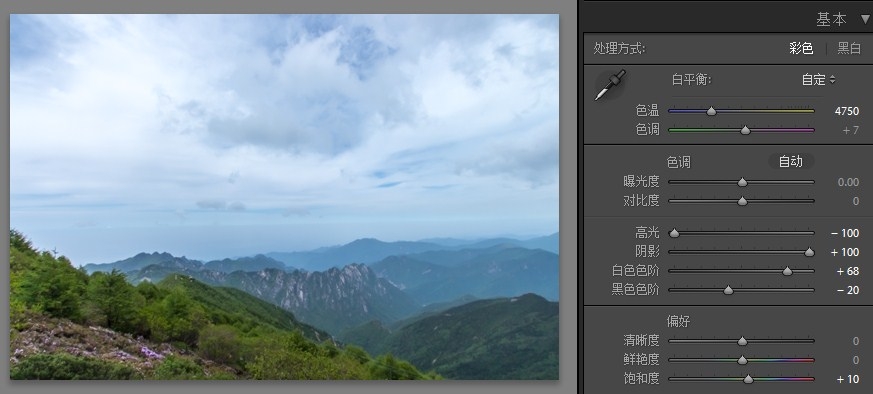 基本 ▼
处理方式: 彩色 | 黑白
白平衡: 自定
色温 4750
色调 + 7
色调 自动
曝光度 0.00
对比度 0
高光 − 100
阴影 + 100
白色色阶 + 68
黑色色阶 − 20
偏好
清晰度 0
鲜艳度 0
饱和度 + 10